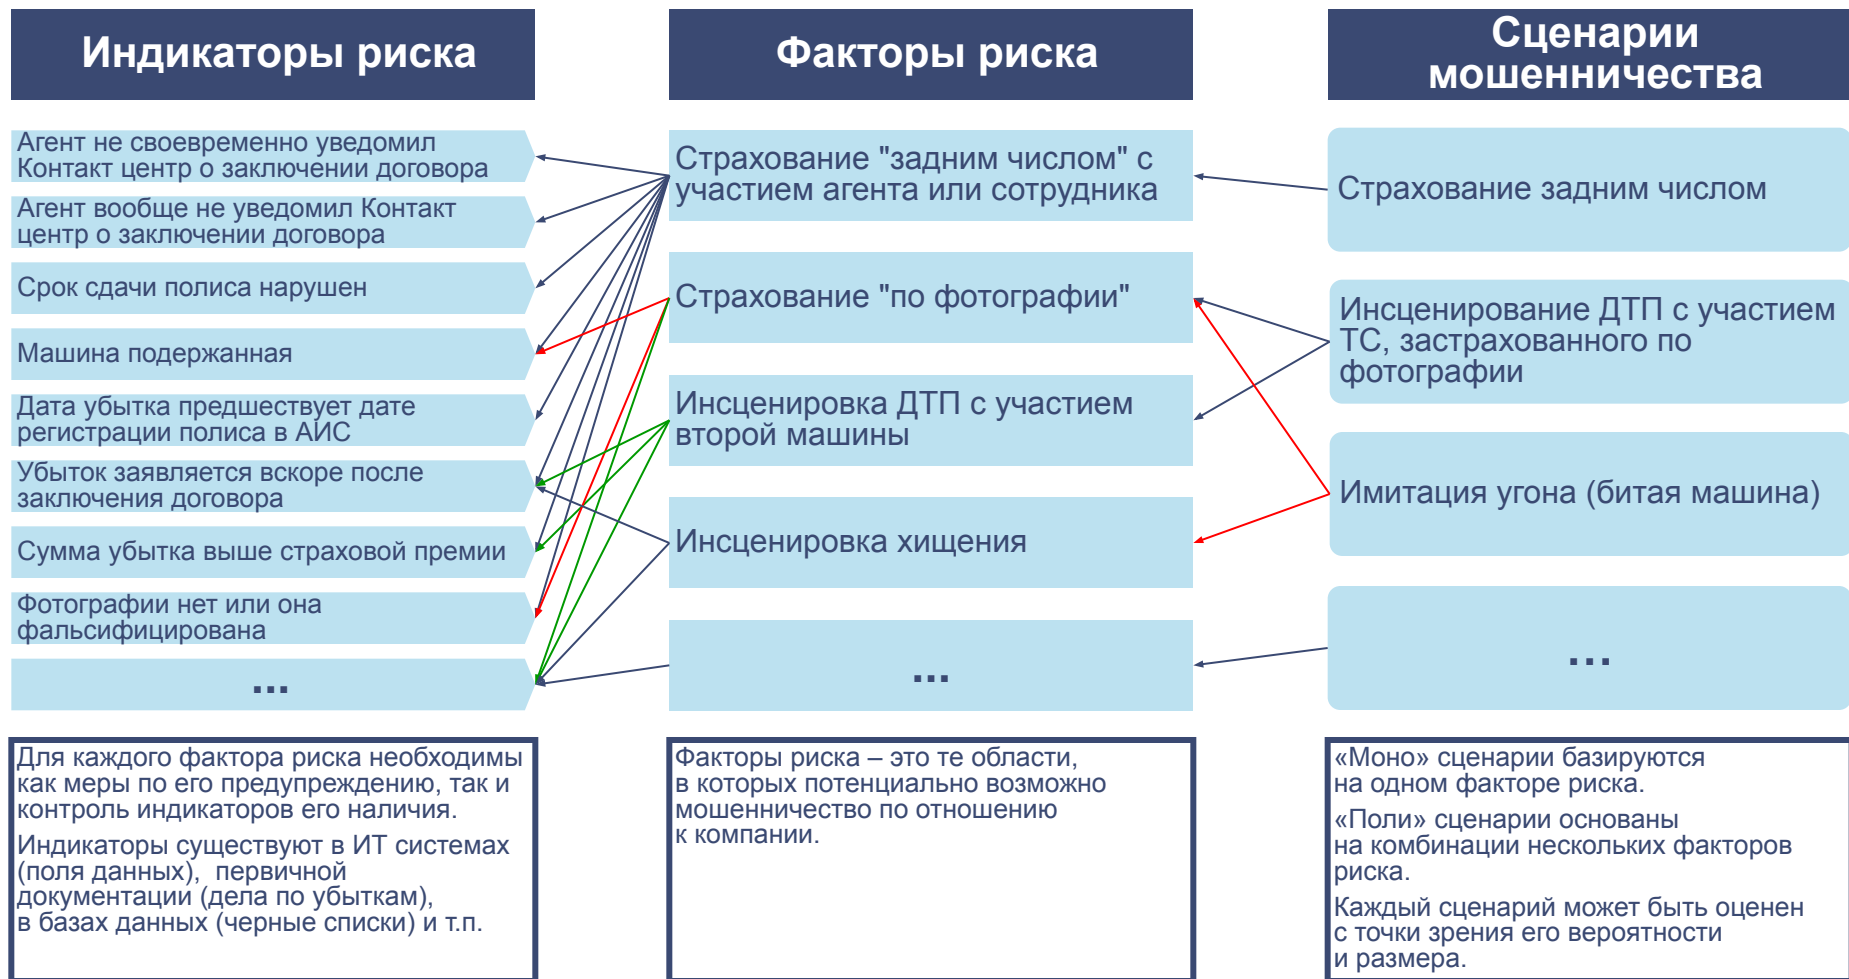 Индикаторы риска
Факторы риска
Сценарии
мошенничества
Агент не своевременно уведомил
Контакт центр о заключении договора
Агент вообще не уведомил Контакт
центр о заключении договора
Срок сдачи полиса нарушен
Машина подержанная
Дата убытка предшествует дате
регистрации полиса в АИС
Убыток заявляется вскоре после
заключения договора
Сумма убытка выше страховой премии
Фотографии нет или она
фальсифицирована
...
Страхование "задним числом" с
участием агента или сотрудника
Страхование "по фотографии"
Инсценировка ДТП с участием
второй машины
Инсценировка хищения
...
Страхование задним числом
Инсценирование ДТП с участием
ТС, застрахованного по
фотографии
Имитация угона (битая машина)
...
Для каждого фактора риска необходимы
как меры по его предупреждению, так и
контроль индикаторов его наличия.
Индикаторы существуют в ИТ системах
(поля данных), первичной
документации (дела по убыткам),
в базах данных (черные списки) и т.п.
Факторы риска – это те области,
в которых потенциально возможно
мошенничество по отношению
к компании.
«Моно» сценарии базируются
на одном факторе риска.
«Поли» сценарии основаны
на комбинации нескольких факторов
риска.
Каждый сценарий может быть оценен
с точки зрения его вероятности
и размера.